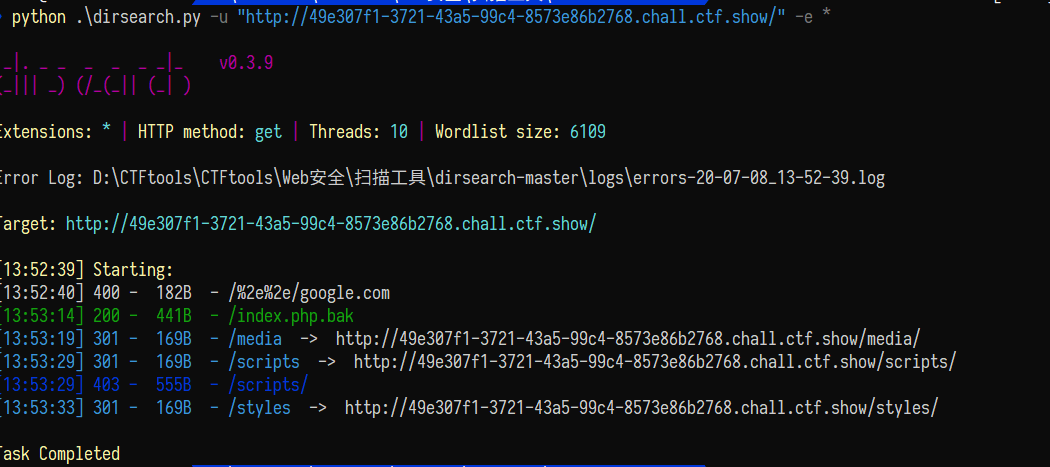 python .\dirsearch.py -u "http://49e307f1-3721-43a5-99c4-8573e86b2768.chall.ctf.show/" -e *
_|. _ _  _  _  _ _|_    v0.3.9
(_||| _) (/_(_|| (_| )
Extensions: * | HTTP method: get | Threads: 10 | Wordlist size: 6109
Error Log: D:\CTFtools\CTFtools\Web安全\扫描工具\dirsearch-master\logs\errors-20-07-08_13-52-39.log
Target: http://49e307f1-3721-43a5-99c4-8573e86b2768.chall.ctf.show/
[13:52:39] Starting:
[13:52:40] 400 -  182B  - /%2e%2e/google.com
[13:53:14] 200 -  441B  - /index.php.bak
[13:53:19] 301 -  169B  - /media  ->  http://49e307f1-3721-43a5-99c4-8573e86b2768.chall.ctf.show/media/
[13:53:29] 301 -  169B  - /scripts  ->  http://49e307f1-3721-43a5-99c4-8573e86b2768.chall.ctf.show/scripts/
[13:53:29] 403 -  555B  - /scripts/
[13:53:33] 301 -  169B  - /styles  ->  http://49e307f1-3721-43a5-99c4-8573e86b2768.chall.ctf.show/styles/
Task Completed